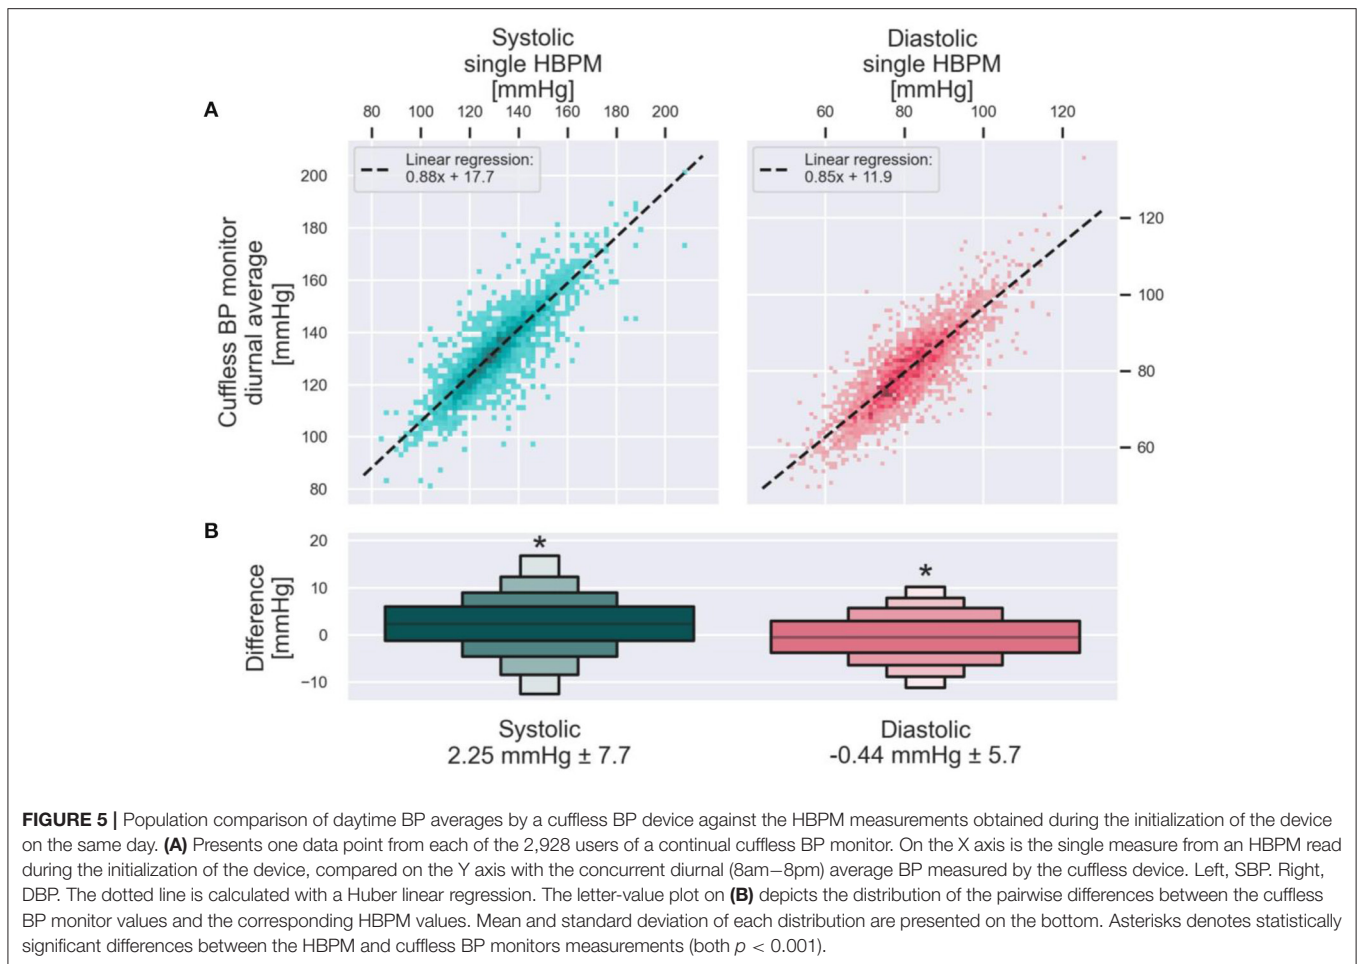 Systolic
single HBPM
[mmHg]
Diastolic
single HBPM
[mmHg]
A
80 100 120 140 160 180 200
60 80 100 120
Linear regression:
0.88x + 17.7
Linear regression:
0.85x + 11.9
Cuffless BP monitor
diurnal average
[mmHg]
200
180
160
140
120
100
80
120
100
80
60
B
Difference
[mmHg]
20
10
0
−10
*
*
Systolic
2.25 mmHg ± 7.7
Diastolic
-0.44 mmHg ± 5.7
FIGURE 5 | Population comparison of daytime BP averages by a cuffless BP device against the HBPM measurements obtained during the initialization of the device
on the same day. (A) Presents one data point from each of the 2,928 users of a continual cuffless BP monitor. On the X axis is the single measure from an HBPM read
during the initialization of the device, compared on the Y axis with the concurrent diurnal (8am−8pm) average BP measured by the cuffless device. Left, SBP. Right,
DBP. The dotted line is calculated with a Huber linear regression. The letter-value plot on (B) depicts the distribution of the pairwise differences between the cuffless
BP monitor values and the corresponding HBPM values. Mean and standard deviation of each distribution are presented on the bottom. Asterisks denotes statistically
significant differences between the HBPM and cuffless BP monitors measurements (both p < 0.001).